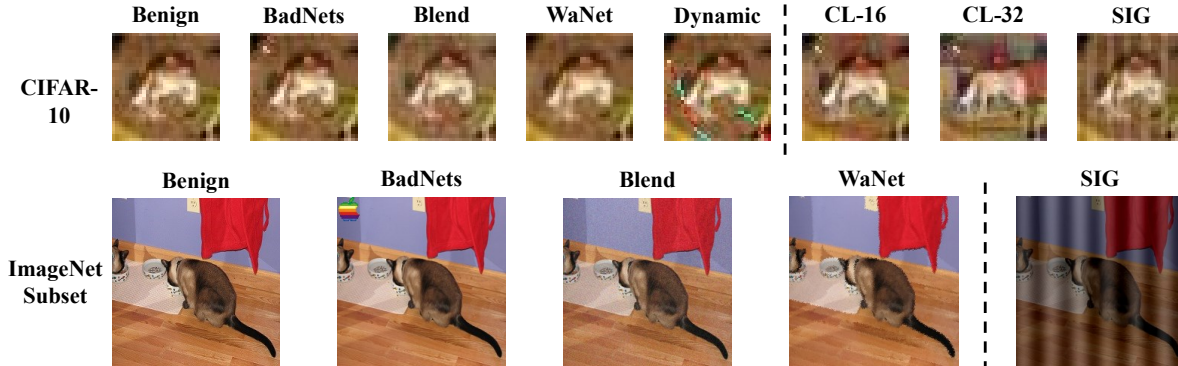 Benign BadNets Blend WaNet Dynamic CL-16 CL-32 SIG
CIFAR-
10
Benign BadNets Blend WaNet SIG
ImageNet
Subset